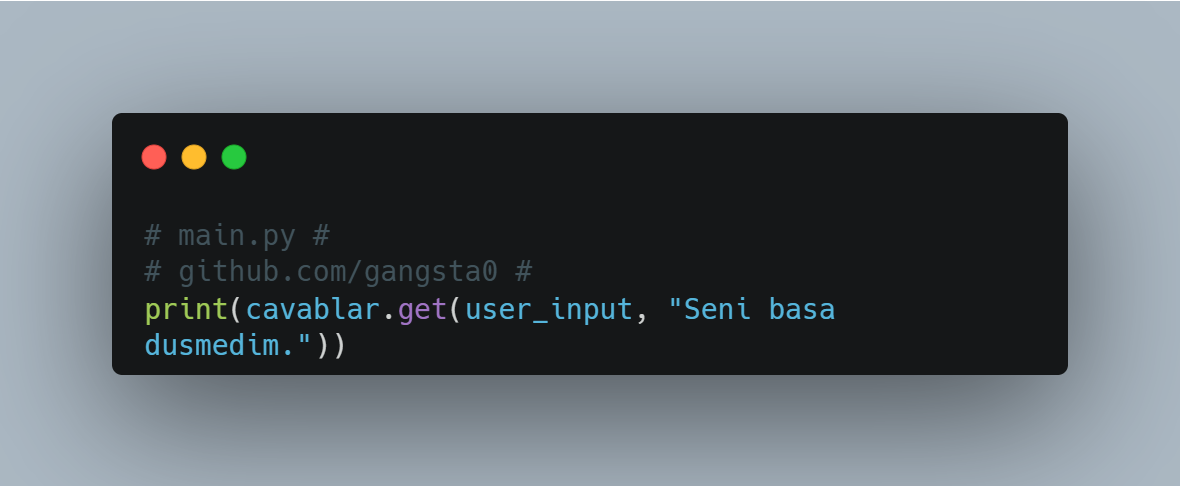 # main.py #
# github.com/gangsta0 #
print(cavablar.get(user_input, "Seni basa
dusmedim."))